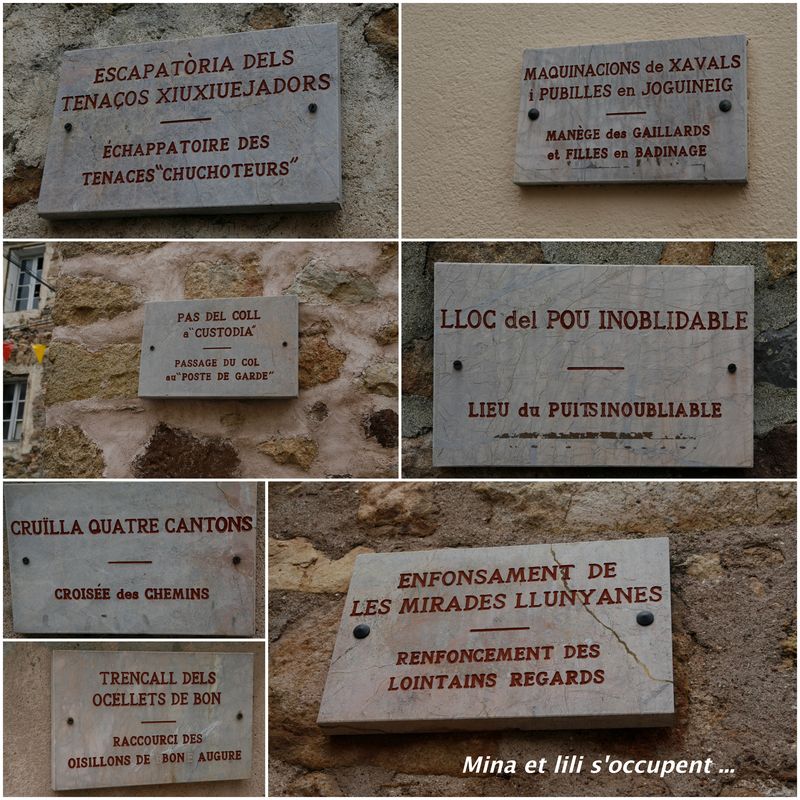 ESCAPATÒRIA DELS
TENAÇOS XIUXIUEJADORS
ÉCHAPPATOIRE DES
TENACES "CHUCHOTEURS"
MAQUINACIONS de XAVALS
i PUBILLES en JOGUINEIG
MANÈGE des GAILLARDS
et FILLES en BADINAGE
PAS DEL COLL
a "CUSTODIA"
PASSAGE DU COL
au "POSTE DE GARDE"
LLOC del POU INOBLIDABLE
LIEU du PUITS INOUBLIABLE
CRUÏLLA QUATRE CANTONS
CROISÉE des CHEMINS
ENFONSAMENT DE
LES MIRADES LLUNYANES
RENFONCEMENT DES
LOINTAINS REGARDS
TRENCALL DELS
OCELLETS DE BON
RACCOURCI DES
OISILLONS DE BON AUGURE
Mina et lili s'occupent ...